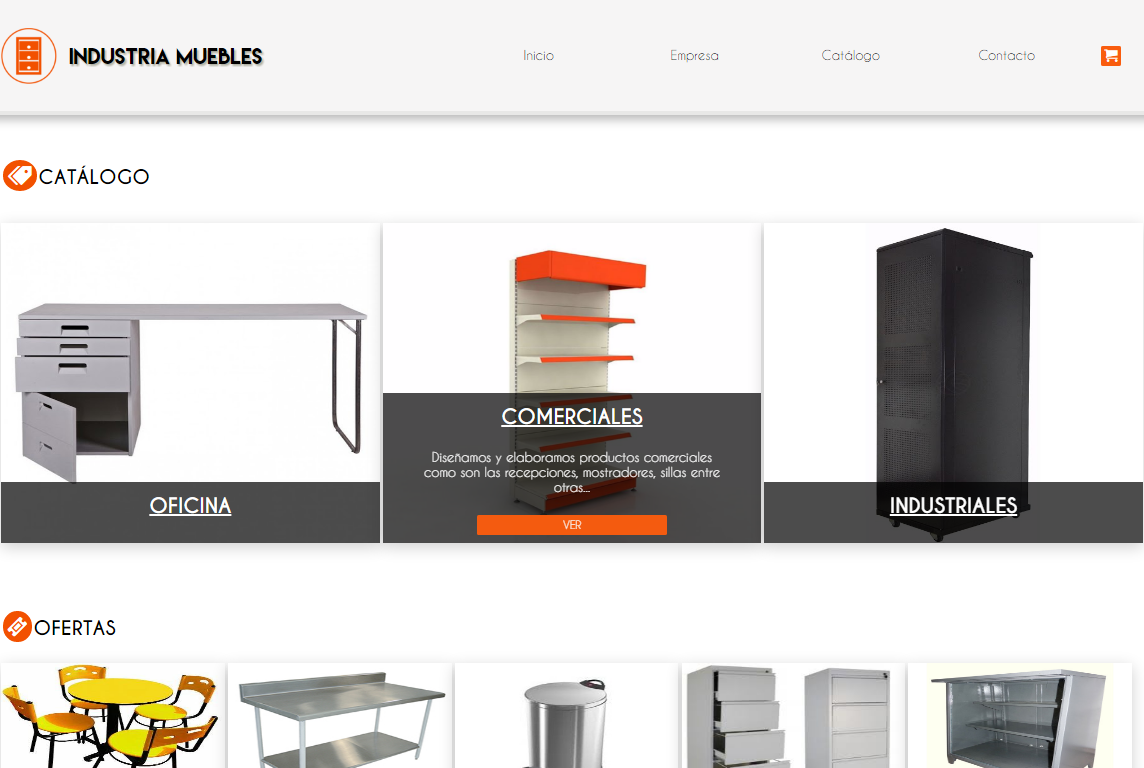 INDUSTRIA MUEBLES
Inicio
Empresa
Catálogo
Contacto
CATÁLOGO
OFICINA
COMERCIALES
Diseñamos y elaboramos productos comerciales
como son las recepciones, mostradores, sillas entre
otras...
VER
INDUSTRIALES
OFERTAS